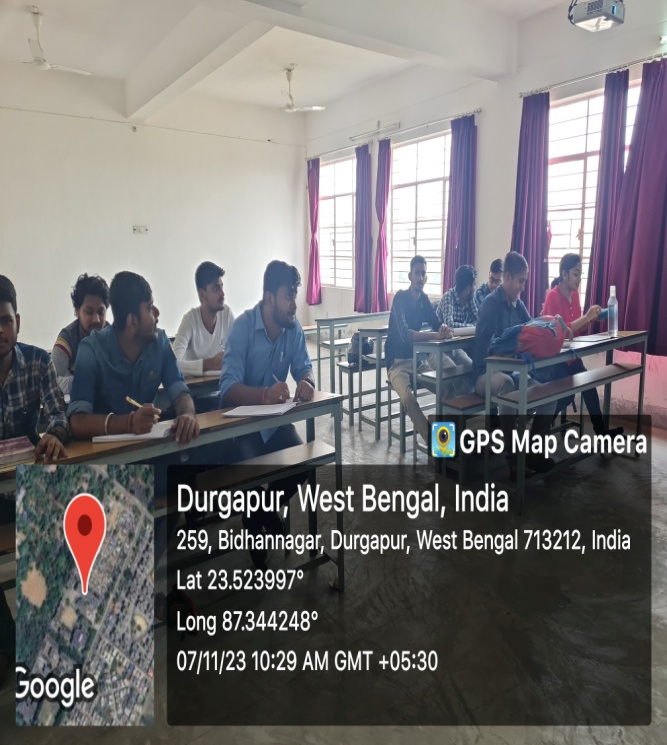 GPS Map Camera
Durgapur, West Bengal, India
259, Bidhannagar, Durgapur, West Bengal 713212, India
Lat 23.523997°
Long 87.344248°
07/11/23 10:29 AM GMT +05:30
Google